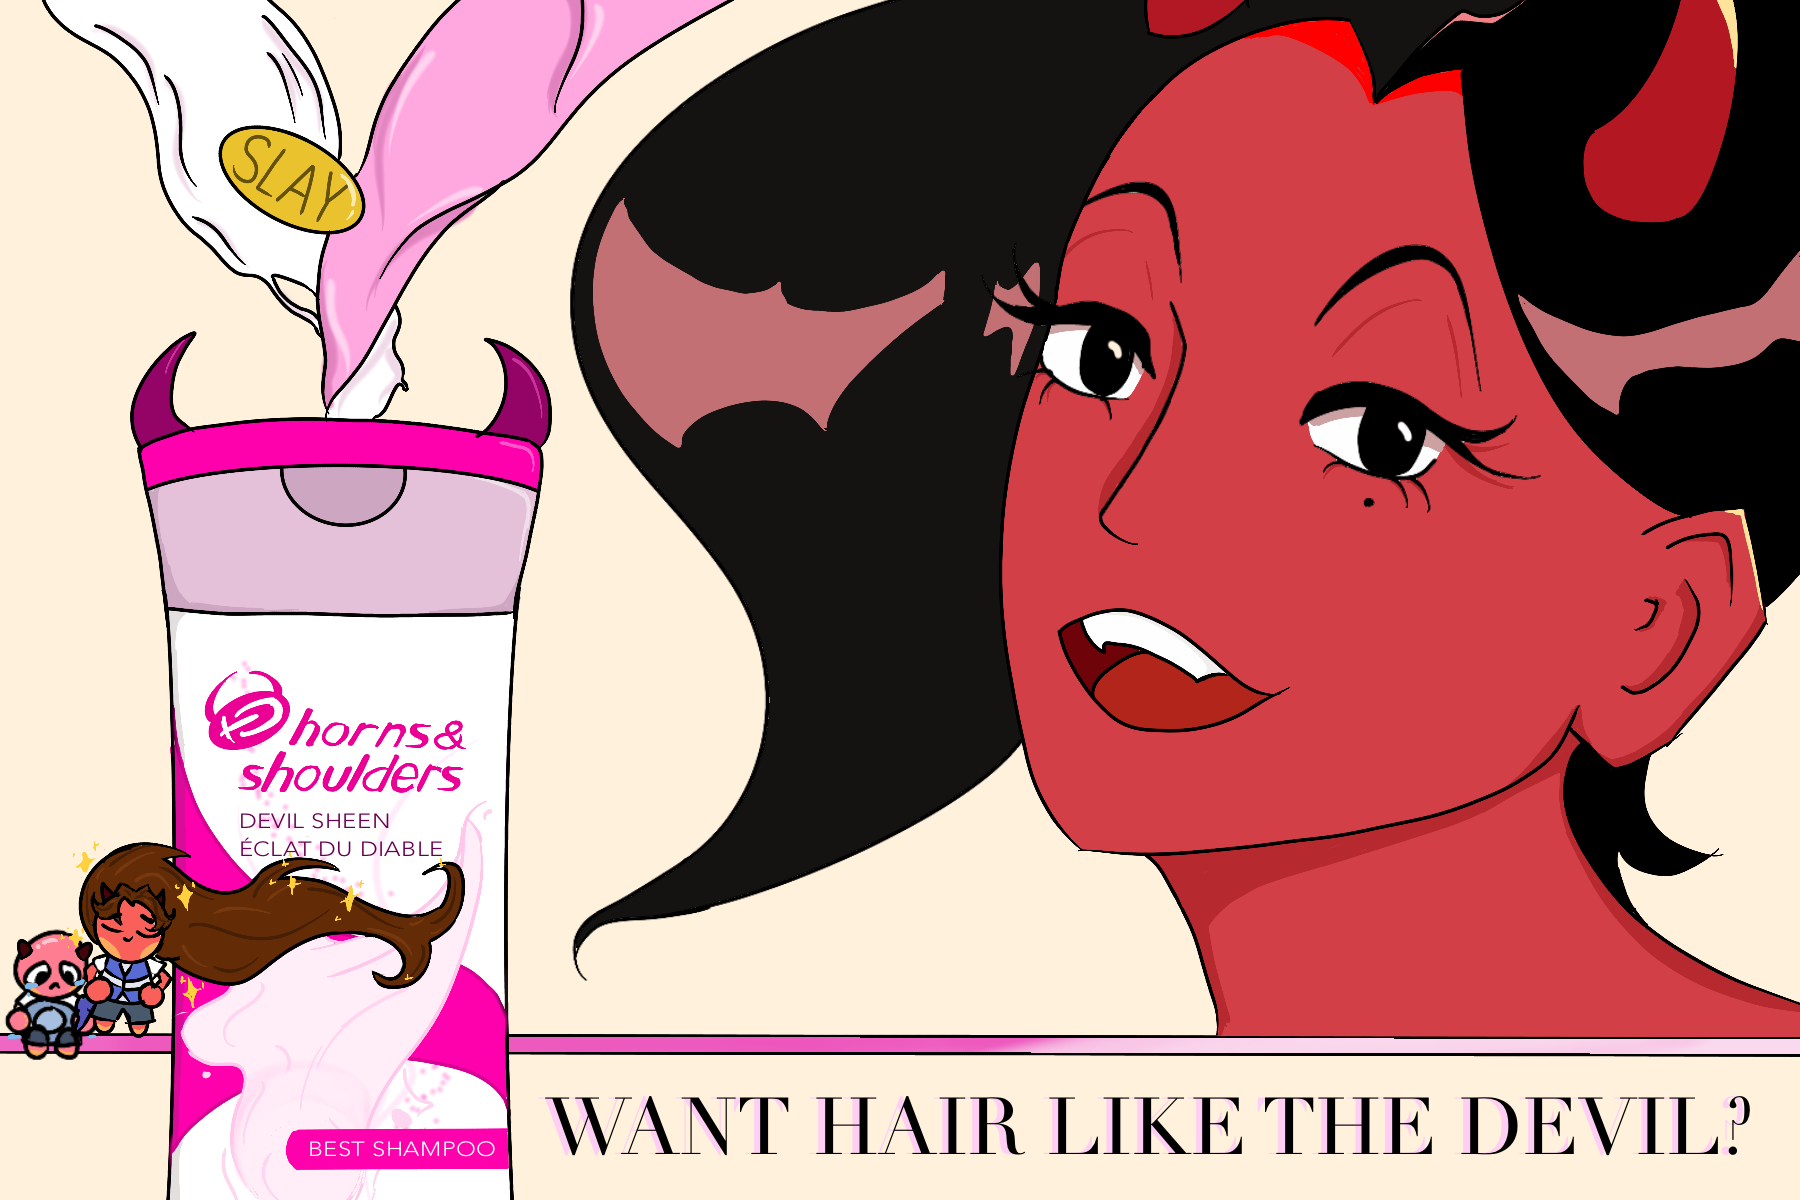 SLAY
horns&
shoulders
DEVIL SHEEN
ÉCLAT DU DIABLE
BEST SHAMPOO
WANT HAIR LIKE THE DEVIL?